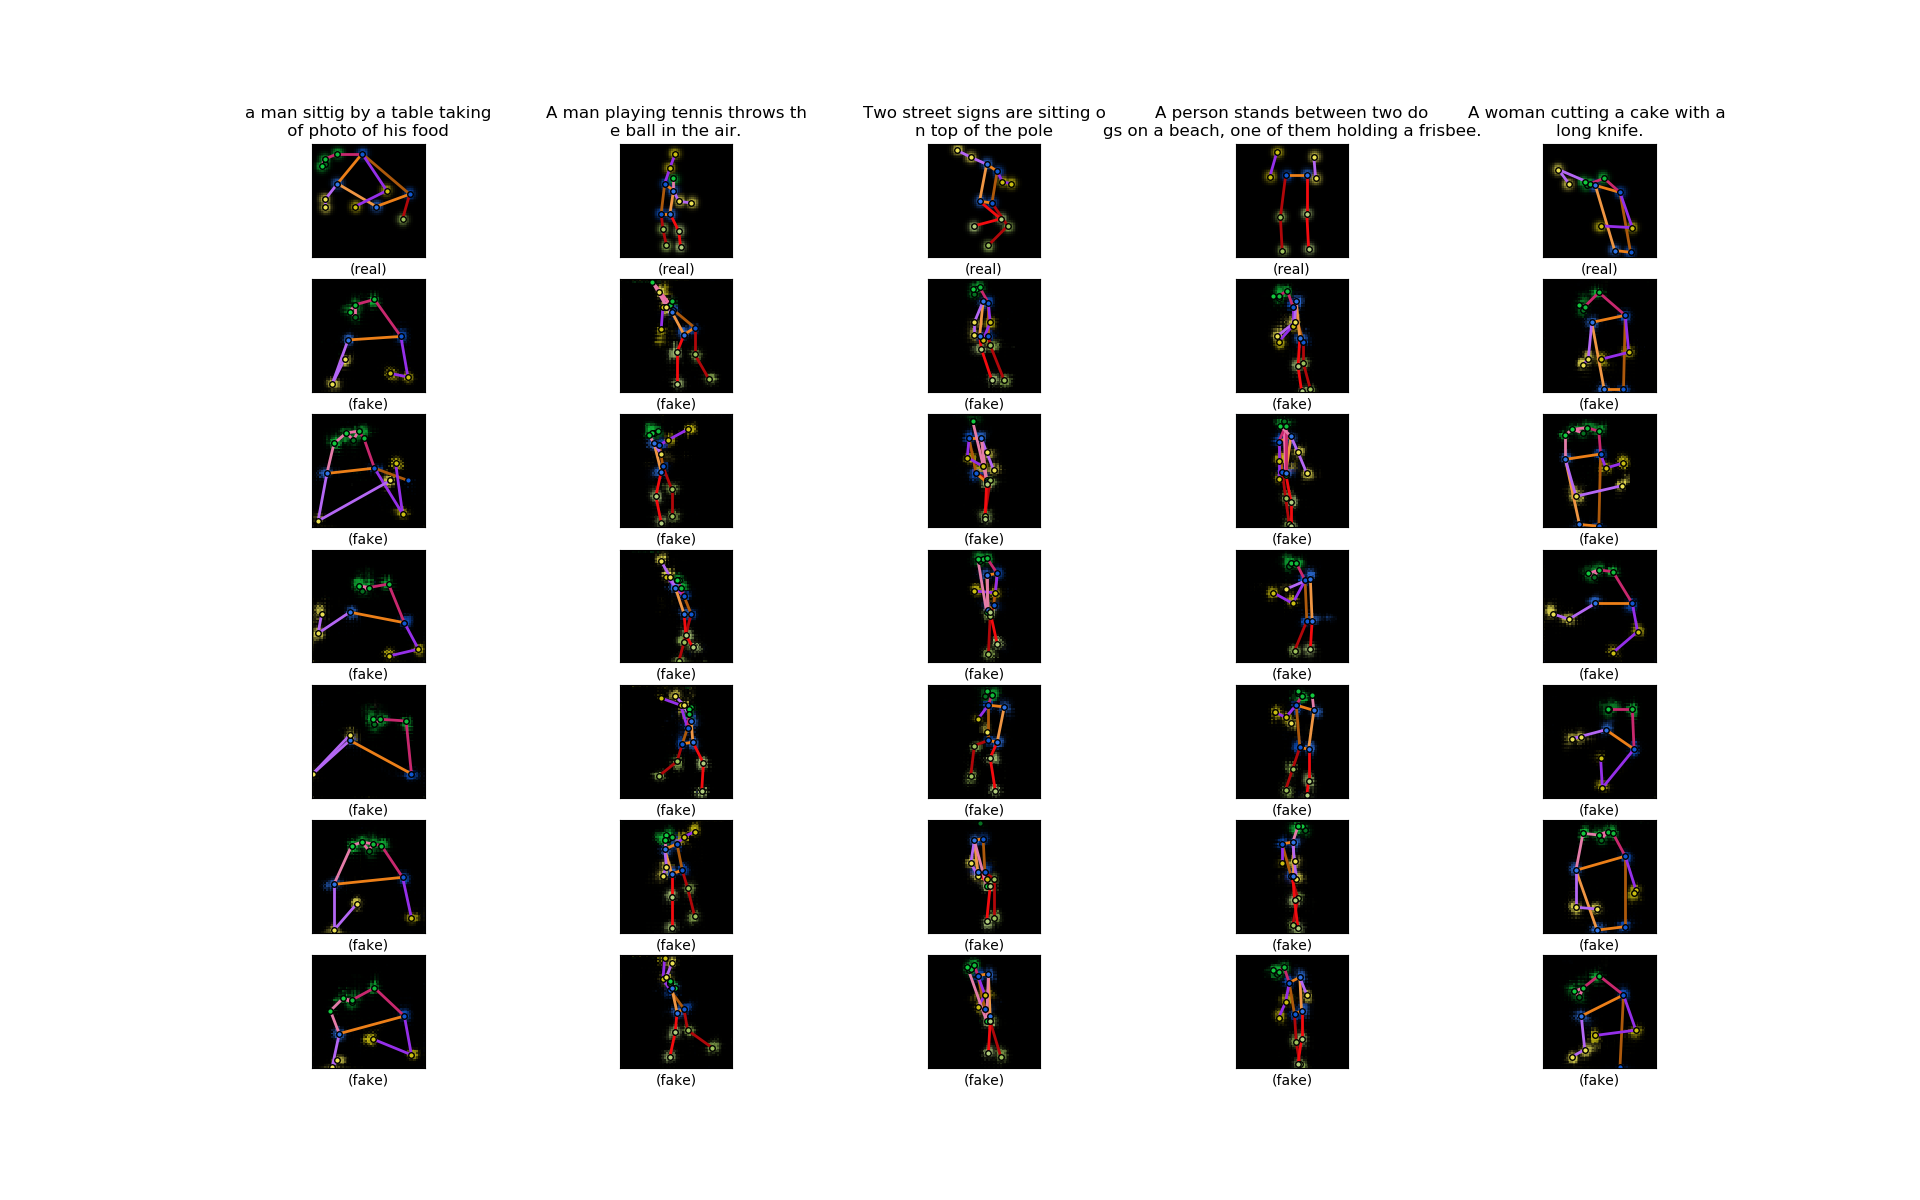 a man sittig by a table taking
of photo of his food
A man playing tennis throws th
e ball in the air.
Two street signs are sitting o
n top of the pole
A person stands between two do
gs on a beach, one of them holding a frisbee.
A woman cutting a cake with a
long knife.
(real) (real) (real) (real) (real)
(fake) (fake) (fake) (fake) (fake)
(fake) (fake) (fake) (fake) (fake)
(fake) (fake) (fake) (fake) (fake)
(fake) (fake) (fake) (fake) (fake)
(fake) (fake) (fake) (fake) (fake)
(fake) (fake) (fake) (fake) (fake)